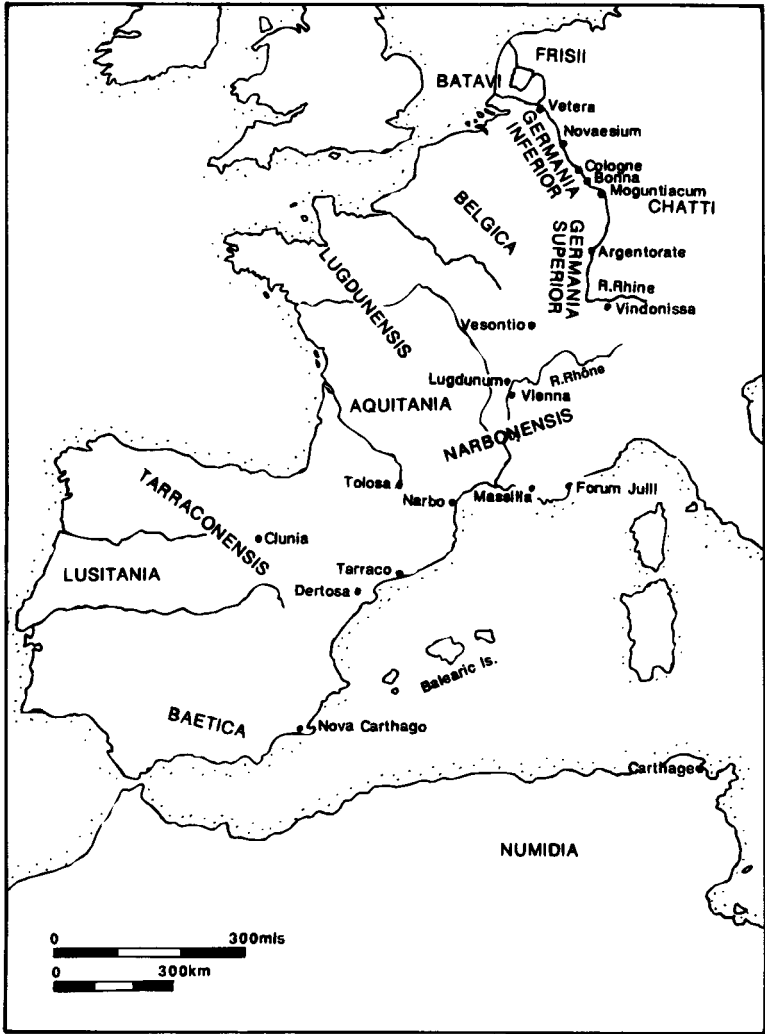 FRISII
BATAVI
Vetera
GERMANIA
INFERIOR
Novaesium
Cologne
Bonna
Moguntiacum
CHATTI
BELGICA
GERMANIA
SUPERIOR
Argentorate
R.Rhine
Vindonissa
LUGDUNENSIS
Vesontio
Lugdunum
R.Rhône
Vienna
AQUITANIA
NARBONENSIS
Tolosa
Narbo
Massilia
Forum Julii
TARRACONENSIS
Clunia
LUSITANIA
Tarraco
Dertosa
Balearic Is.
BAETICA
Nova Carthago
Carthage
NUMIDIA
0 300mls
0 300km